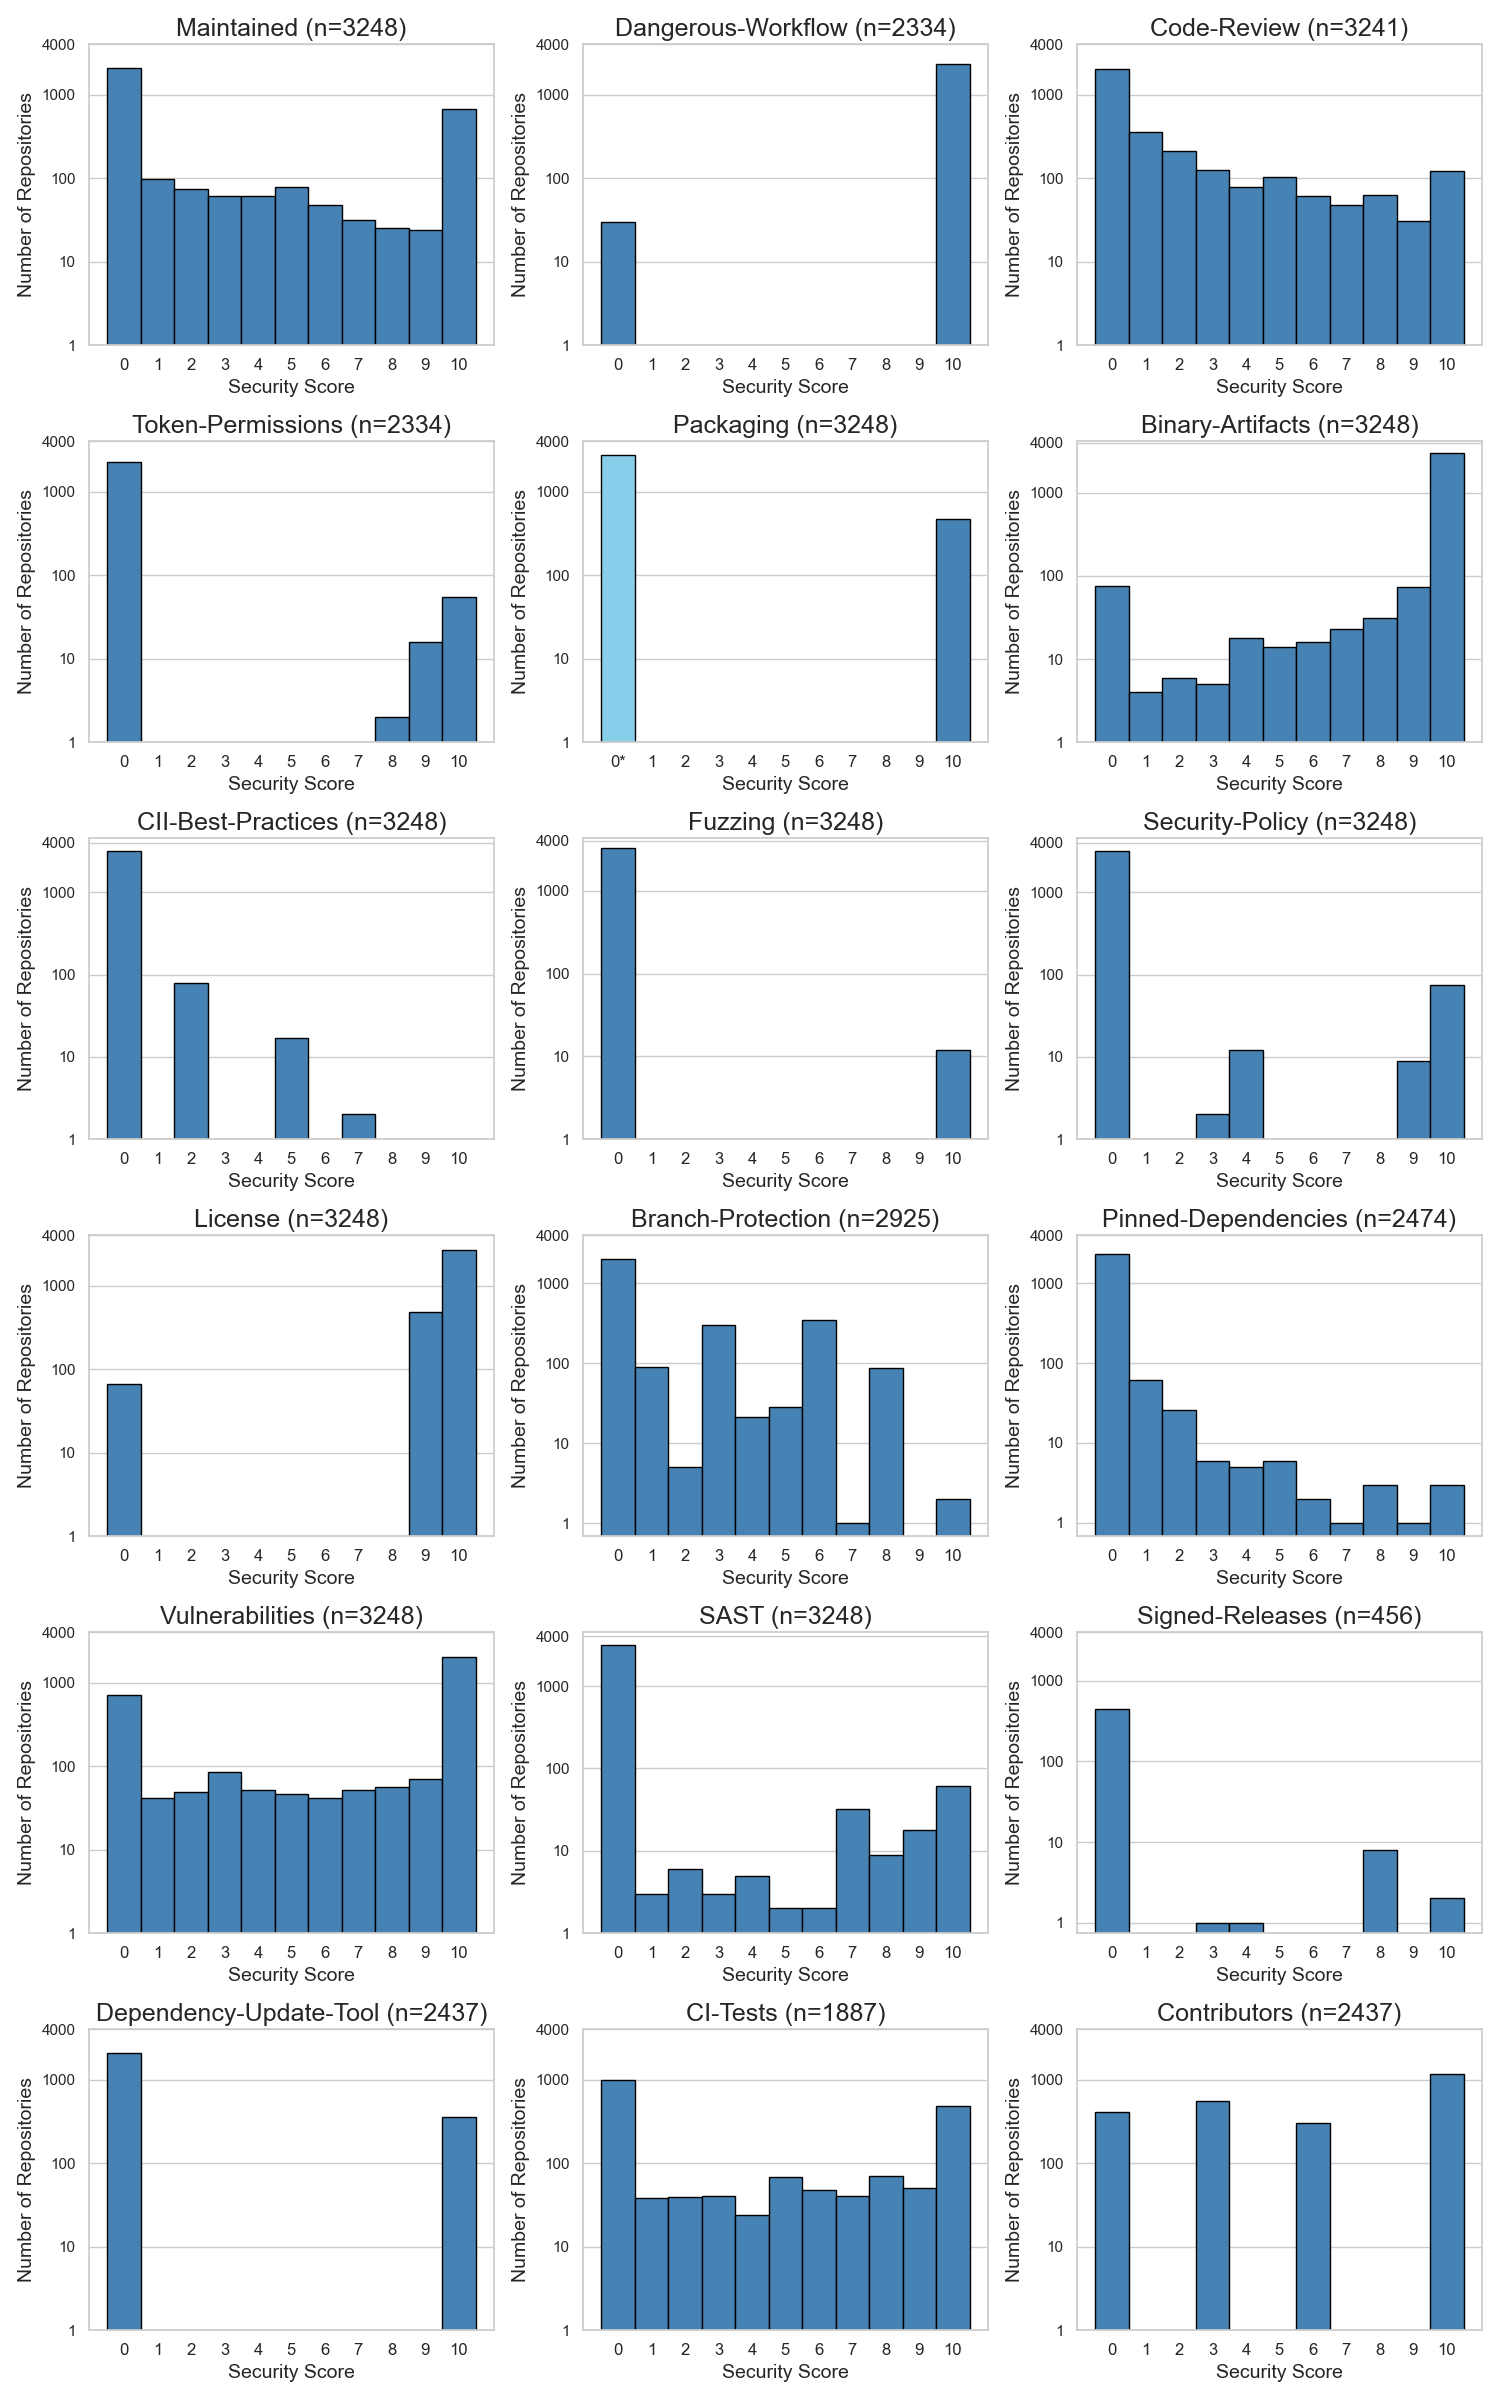 Maintained (n=3248)
Number of Repositories
4000
1000
100
10
1
0 1 2 3 4 5 6 7 8 9 10
Security Score
Dangerous-Workflow (n=2334)
Number of Repositories
4000
1000
100
10
1
0 1 2 3 4 5 6 7 8 9 10
Security Score
Code-Review (n=3241)
Number of Repositories
4000
1000
100
10
1
0 1 2 3 4 5 6 7 8 9 10
Security Score
Token-Permissions (n=2334)
Number of Repositories
4000
1000
100
10
1
0 1 2 3 4 5 6 7 8 9 10
Security Score
Packaging (n=3248)
Number of Repositories
4000
1000
100
10
1
0* 1 2 3 4 5 6 7 8 9 10
Security Score
Binary-Artifacts (n=3248)
Number of Repositories
4000
1000
100
10
1
0 1 2 3 4 5 6 7 8 9 10
Security Score
CII-Best-Practices (n=3248)
Number of Repositories
4000
1000
100
10
1
0 1 2 3 4 5 6 7 8 9 10
Security Score
Fuzzing (n=3248)
Number of Repositories
4000
1000
100
10
1
0 1 2 3 4 5 6 7 8 9 10
Security Score
Security-Policy (n=3248)
Number of Repositories
4000
1000
100
10
1
0 1 2 3 4 5 6 7 8 9 10
Security Score
License (n=3248)
Number of Repositories
4000
1000
100
10
1
0 1 2 3 4 5 6 7 8 9 10
Security Score
Branch-Protection (n=2925)
Number of Repositories
4000
1000
100
10
1
0 1 2 3 4 5 6 7 8 9 10
Security Score
Pinned-Dependencies (n=2474)
Number of Repositories
4000
1000
100
10
1
0 1 2 3 4 5 6 7 8 9 10
Security Score
Vulnerabilities (n=3248)
Number of Repositories
4000
1000
100
10
1
0 1 2 3 4 5 6 7 8 9 10
Security Score
SAST (n=3248)
Number of Repositories
4000
1000
100
10
1
0 1 2 3 4 5 6 7 8 9 10
Security Score
Signed-Releases (n=456)
Number of Repositories
4000
1000
100
10
1
0 1 2 3 4 5 6 7 8 9 10
Security Score
Dependency-Update-Tool (n=2437)
Number of Repositories
4000
1000
100
10
1
0 1 2 3 4 5 6 7 8 9 10
Security Score
CI-Tests (n=1887)
Number of Repositories
4000
1000
100
10
1
0 1 2 3 4 5 6 7 8 9 10
Security Score
Contributors (n=2437)
Number of Repositories
4000
1000
100
10
1
0 1 2 3 4 5 6 7 8 9 10
Security Score